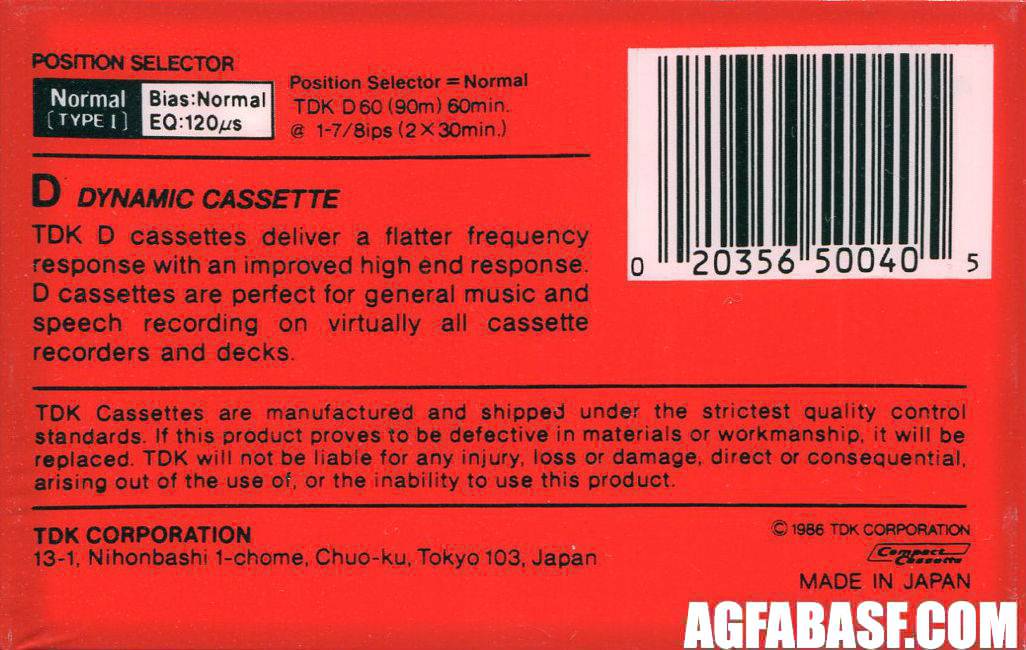 POSITION SELECTOR
Normal
[TYPE I]
Bias:Normal
EQ:120µs
Position Selector = Normal
TDK D60 (90m) 60min.
@ 1-7/8ips (2×30min.)
D DYNAMIC CASSETTE
TDK D cassettes deliver a flatter frequency
response with an improved high end response.
D cassettes are perfect for general music and
speech recording on virtually all cassette
recorders and decks.
0 20356 50040 5
TDK Cassettes are manufactured and shipped under the strictest quality control
standards. If this product proves to be defective in materials or workmanship, it will be
replaced. TDK will not be liable for any injury, loss or damage, direct or consequential,
arising out of the use of, or the inability to use this product.
TDK CORPORATION
13-1, Nihonbashi 1-chome, Chuo-ku, Tokyo 103, Japan
© 1986 TDK CORPORATION
Compact
Cassette
MADE IN JAPAN
AGFABASF.COM